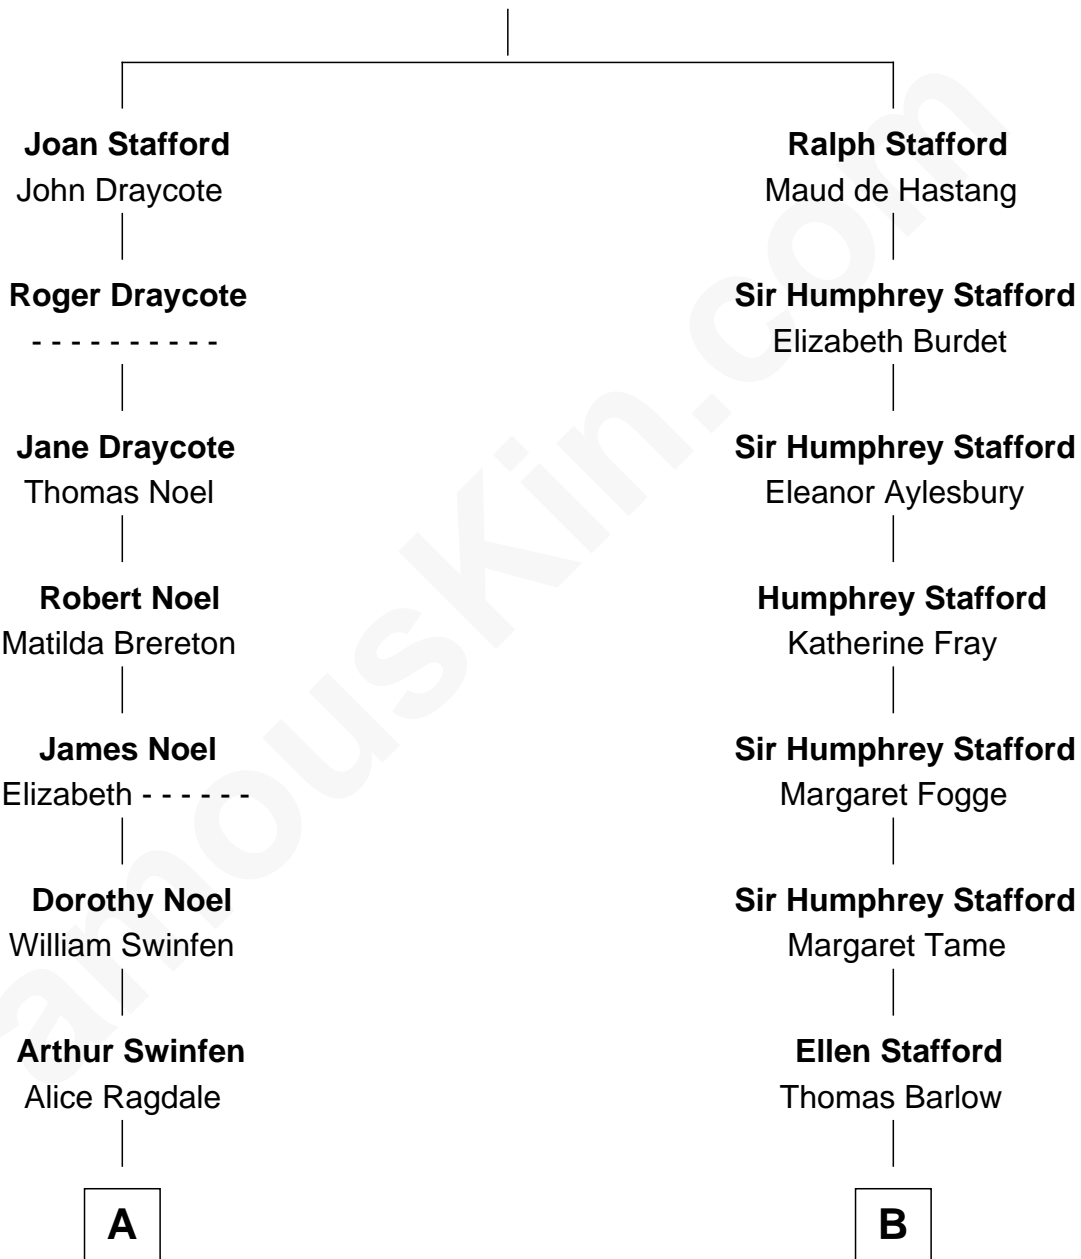 Joan Stafford
John Draycote
Roger Draycote
- - - - - - - - - -
Jane Draycote
Thomas Noel
Robert Noel
Matilda Brereton
James Noel
Elizabeth - - - - - -
Dorothy Noel
William Swinfen
Arthur Swinfen
Alice Ragdale
A
Ralph Stafford
Maud de Hastang
Sir Humphrey Stafford
Elizabeth Burdet
Sir Humphrey Stafford
Eleanor Aylesbury
Humphrey Stafford
Katherine Fray
Sir Humphrey Stafford
Margaret Fogge
Sir Humphrey Stafford
Margaret Tame
Ellen Stafford
Thomas Barlow
B
amouskin.com